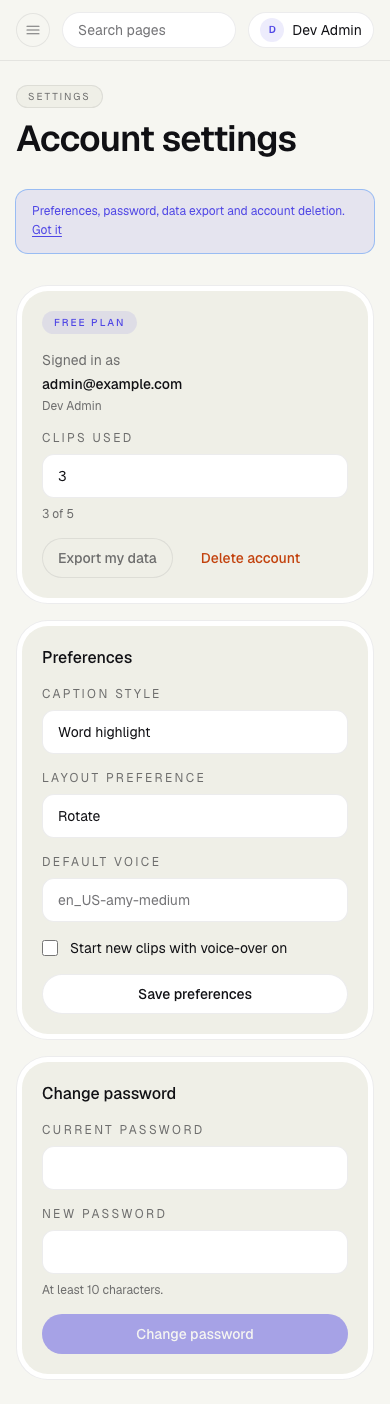 Search pages
D
Dev Admin
SETTINGS
Account settings
Preferences, password, data export and account deletion.
Got it
FREE PLAN
Signed in as
admin@example.com
Dev Admin
CLIPS USED
3
3 of 5
Export my data
Delete account
Preferences
CAPTION STYLE
Word highlight
LAYOUT PREFERENCE
Rotate
DEFAULT VOICE
en_US-amy-medium
Start new clips with voice-over on
Save preferences
Change password
CURRENT PASSWORD
NEW PASSWORD
At least 10 characters.
Change password